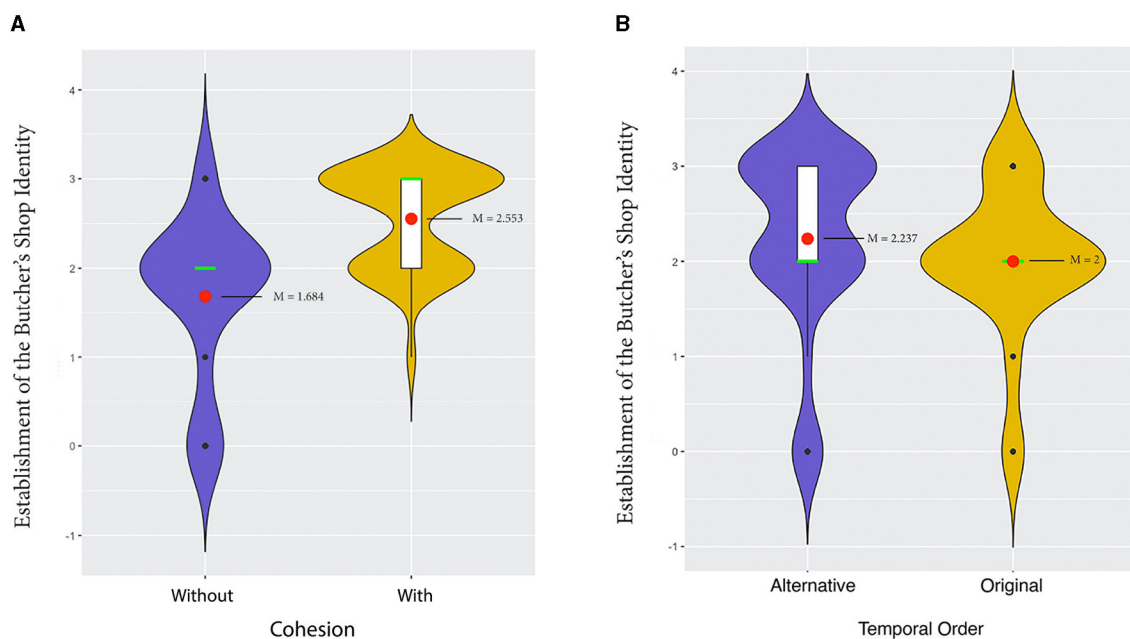 A
Establishment of the Butcher's Shop Identity
4
3
2
1
0
-1
M = 1.684
M = 2.553
Without
With
Cohesion
B
Establishment of the Butcher's Shop Identity
4
3
2
1
0
-1
M = 2.237
M = 2
Alternative
Original
Temporal Order